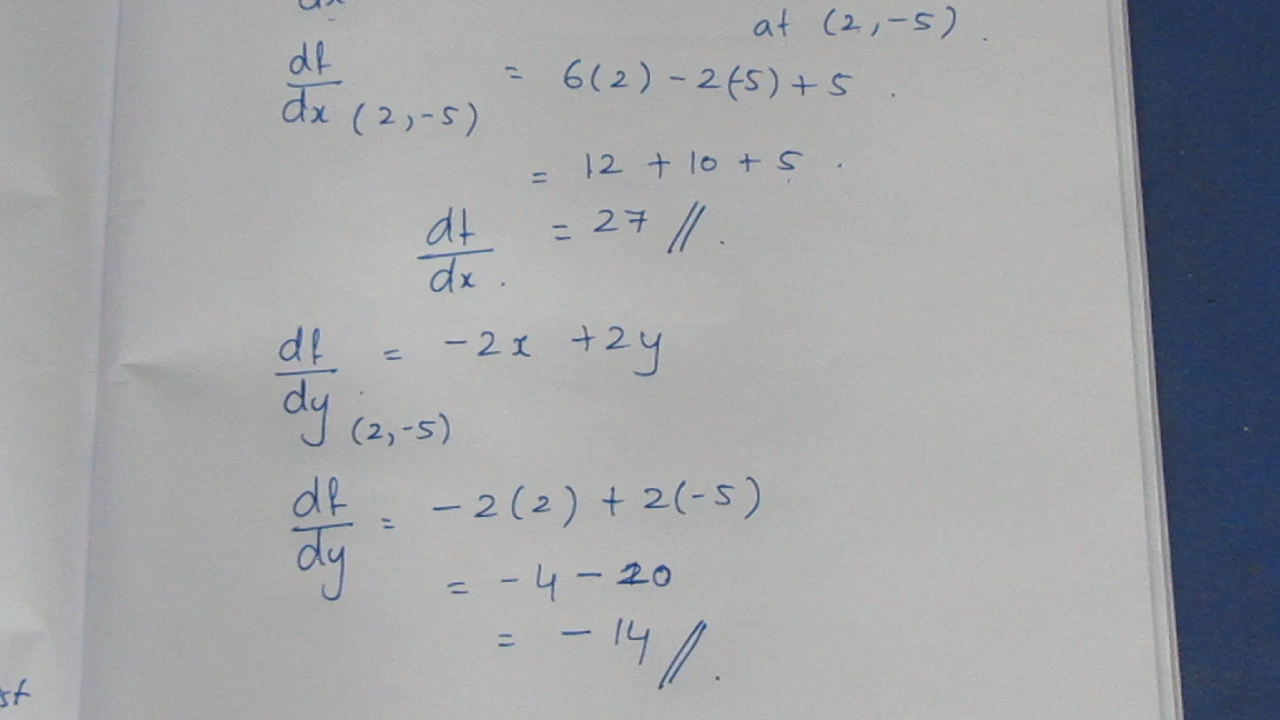 dx
at (2,-5).
df/dx (2,-5) = 6(2) - 2(-5) + 5.
= 12 + 10 + 5.
df/dx. = 27 //.
df/dy (2,-5) = -2x + 2y
df/dy = -2(2) + 2(-5)
= -4 - 20
= -14 //.